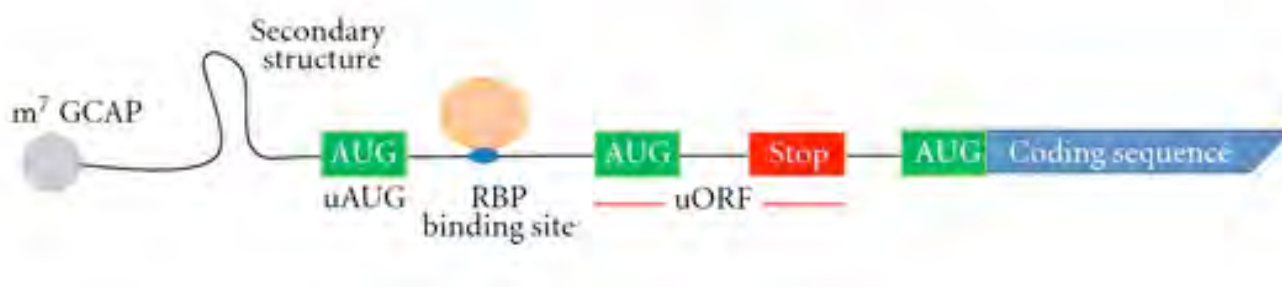 Secondary
structure
m⁷ GCAP
AUG
AUG
Stop
AUG
Coding sequence
uAUG
RBP
binding site
uORF